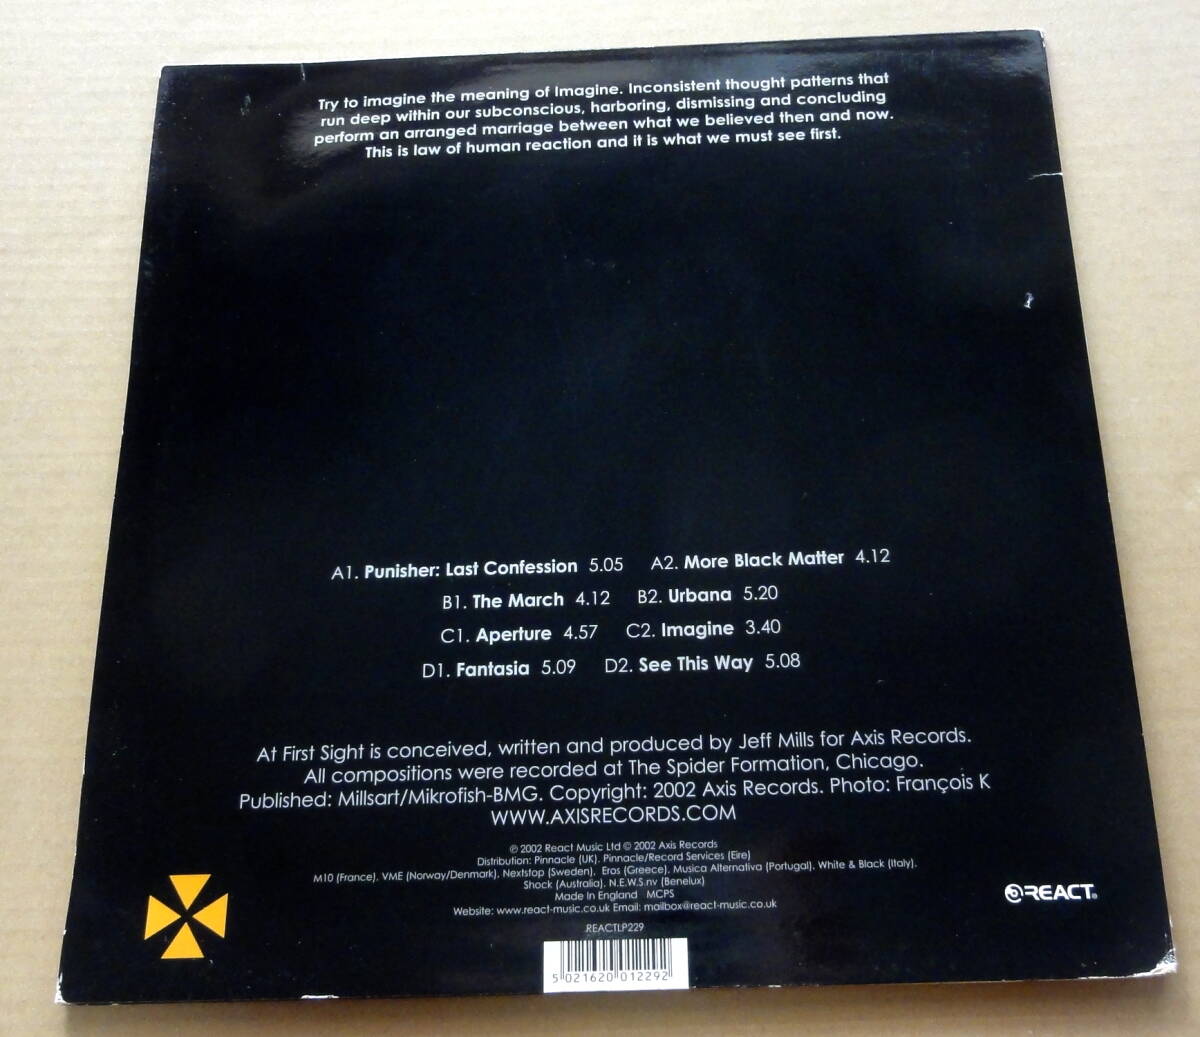 Try to imagine the meaning of Imagine. Inconsistent thought patterns that
run deep within our subconscious, harboring, dismissing and concluding
perform an arranged marriage between what we believed then and now.
This is law of human reaction and it is what we must see first.
A1. Punisher: Last Confession 5.05 A2. More Black Matter 4.12
B1. The March 4.12 B2. Urbana 5.20
C1. Aperture 4.57 C2. Imagine 3.40
D1. Fantasia 5.09 D2. See This Way 5.08
At First Sight is conceived, written and produced by Jeff Mills for Axis Records.
All compositions were recorded at The Spider Formation, Chicago.
Published: Millsart/Mikrofish-BMG. Copyright: 2002 Axis Records. Photo: François K
WWW.AXISRECORDS.COM
℗ 2002 React Music Ltd © 2002 Axis Records
Distribution: Pinnacle (UK). Pinnacle/Record Services (Eire)
M10 (France), VME (Norway/Denmark), Nextstop (Sweden), Eros (Greece), Musica Alternativa (Portugal), White & Black (Italy).
Shock (Australia). N.E.W.S.nv (Benelux)
Made In England MCPS
Website: www.react-music.co.uk Email: mailbox@react-music.co.uk
REACT®
REACTLP229
5 021620 012292